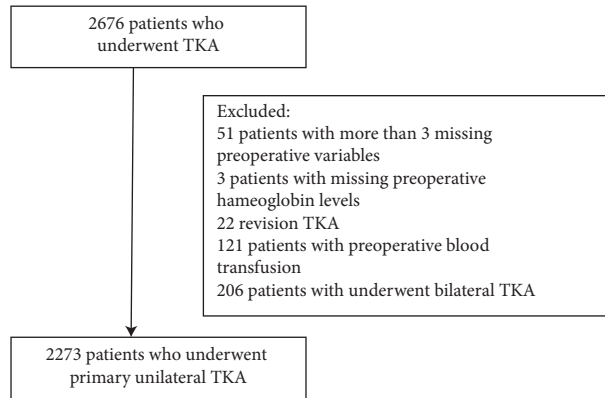 2676 patients who
underwent TKA
Excluded:
51 patients with more than 3 missing
preoperative variables
3 patients with missing preoperative
hameoglobin levels
22 revision TKA
121 patients with preoperative blood
transfusion
206 patients with underwent bilateral TKA
2273 patients who underwent
primary unilateral TKA